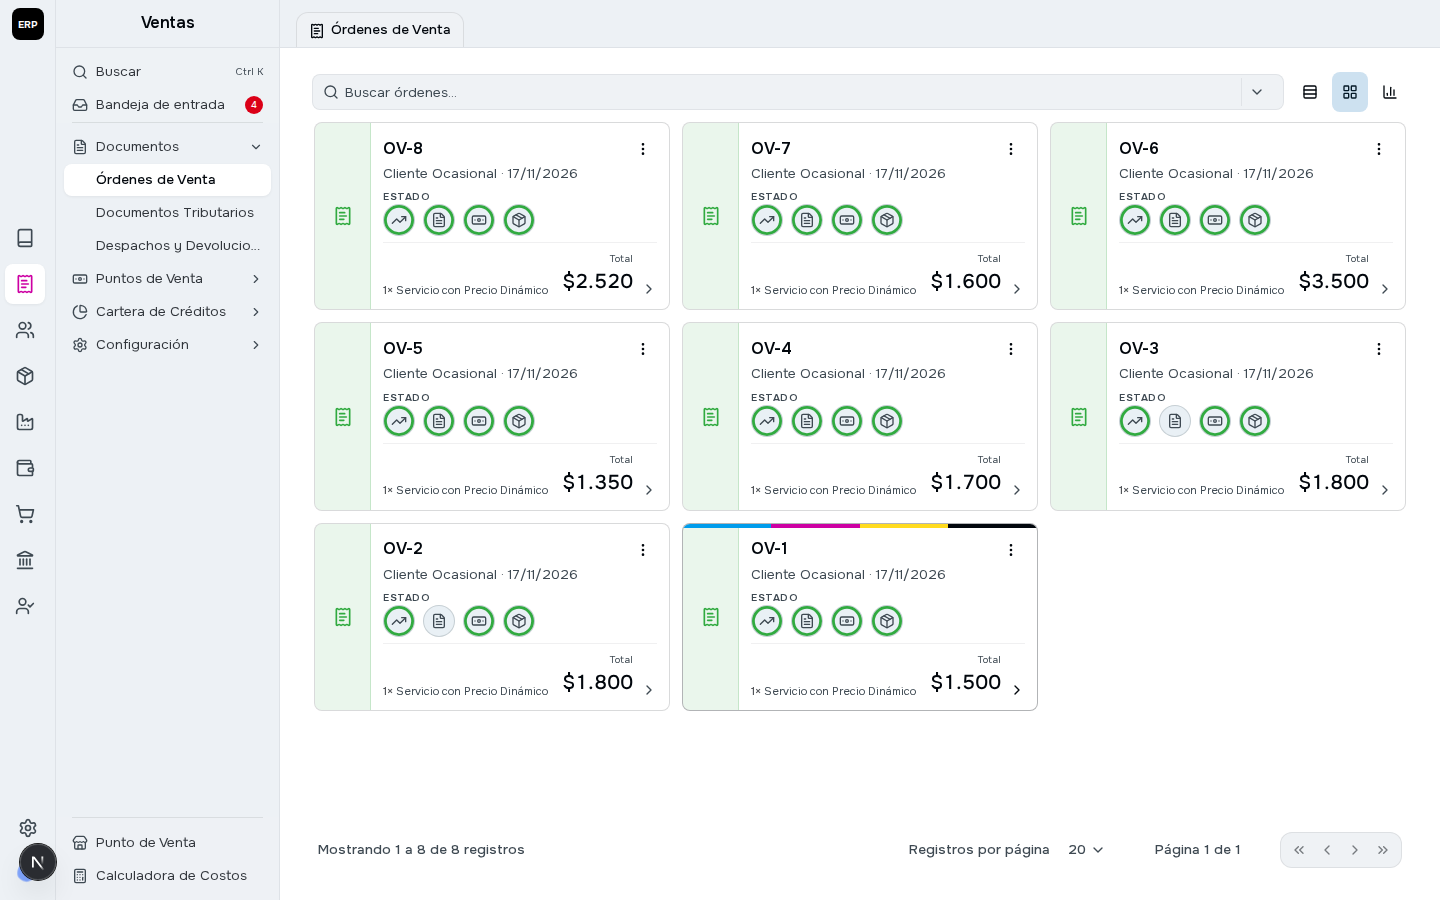 ERP
Ventas
Buscar
Ctrl K
Bandeja de entrada
4
Documentos
Órdenes de Venta
Documentos Tributarios
Despachos y Devolucio...
Puntos de Venta
Cartera de Créditos
Configuración
Punto de Venta
Calculadora de Costos
N
Órdenes de Venta
Buscar órdenes...
OV-8
Cliente Ocasional · 17/11/2026
ESTADO
Total
1× Servicio con Precio Dinámico
$2.520
OV-7
Cliente Ocasional · 17/11/2026
ESTADO
Total
1× Servicio con Precio Dinámico
$1.600
OV-6
Cliente Ocasional · 17/11/2026
ESTADO
Total
1× Servicio con Precio Dinámico
$3.500
OV-5
Cliente Ocasional · 17/11/2026
ESTADO
Total
1× Servicio con Precio Dinámico
$1.350
OV-4
Cliente Ocasional · 17/11/2026
ESTADO
Total
1× Servicio con Precio Dinámico
$1.700
OV-3
Cliente Ocasional · 17/11/2026
ESTADO
Total
1× Servicio con Precio Dinámico
$1.800
OV-2
Cliente Ocasional · 17/11/2026
ESTADO
Total
1× Servicio con Precio Dinámico
$1.800
OV-1
Cliente Ocasional · 17/11/2026
ESTADO
Total
1× Servicio con Precio Dinámico
$1.500
Mostrando 1 a 8 de 8 registros
Registros por página
20
Página 1 de 1